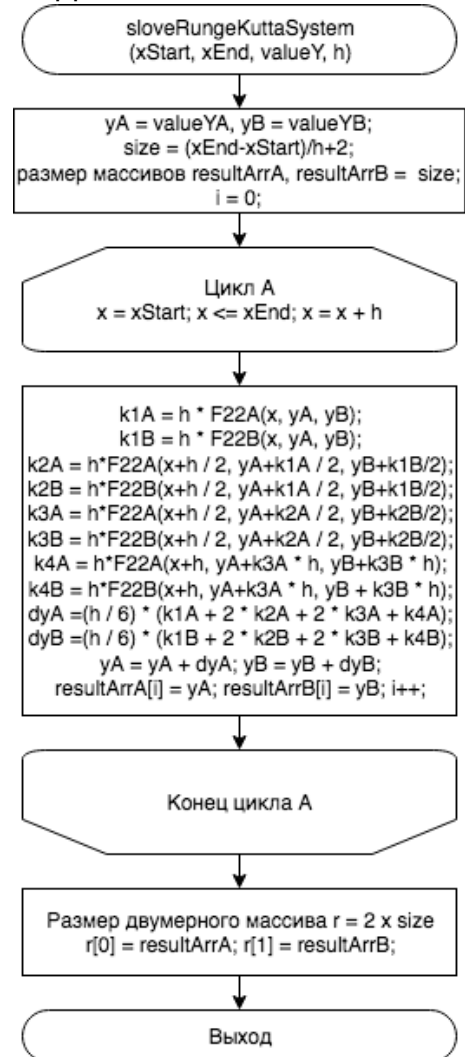 sloveRungeKuttaSystem
(xStart, xEnd, valueY, h)
yA = valueYA, yB = valueYB;
size = (xEnd-xStart)/h+2;
размер массивов resultArrA, resultArrB = size;
i = 0;
Цикл А
x = xStart; x <= xEnd; x = x + h
k1A = h * F22A(x, yA, yB);
k1B = h * F22B(x, yA, yB);
k2A = h*F22A(x+h / 2, yA+k1A / 2, yB+k1B/2);
k2B = h*F22B(x+h / 2, yA+k1A / 2, yB+k1B/2);
k3A = h*F22A(x+h / 2, yA+k2A / 2, yB+k2B/2);
k3B = h*F22B(x+h / 2, yA+k2A / 2, yB+k2B/2);
k4A = h*F22A(x+h, yA+k3A * h, yB+k3B * h);
k4B = h*F22B(x+h, yA+k3A * h, yB + k3B * h);
dyA =(h / 6) * (k1A + 2 * k2A + 2 * k3A + k4A);
dyB =(h / 6) * (k1B + 2 * k2B + 2 * k3B + k4B);
yA = yA + dyA; yB = yB + dyB;
resultArrA[i] = yA; resultArrB[i] = yB; i++;
Конец цикла А
Размер двумерного массива r = 2 x size
r[0] = resultArrA; r[1] = resultArrB;
Выход